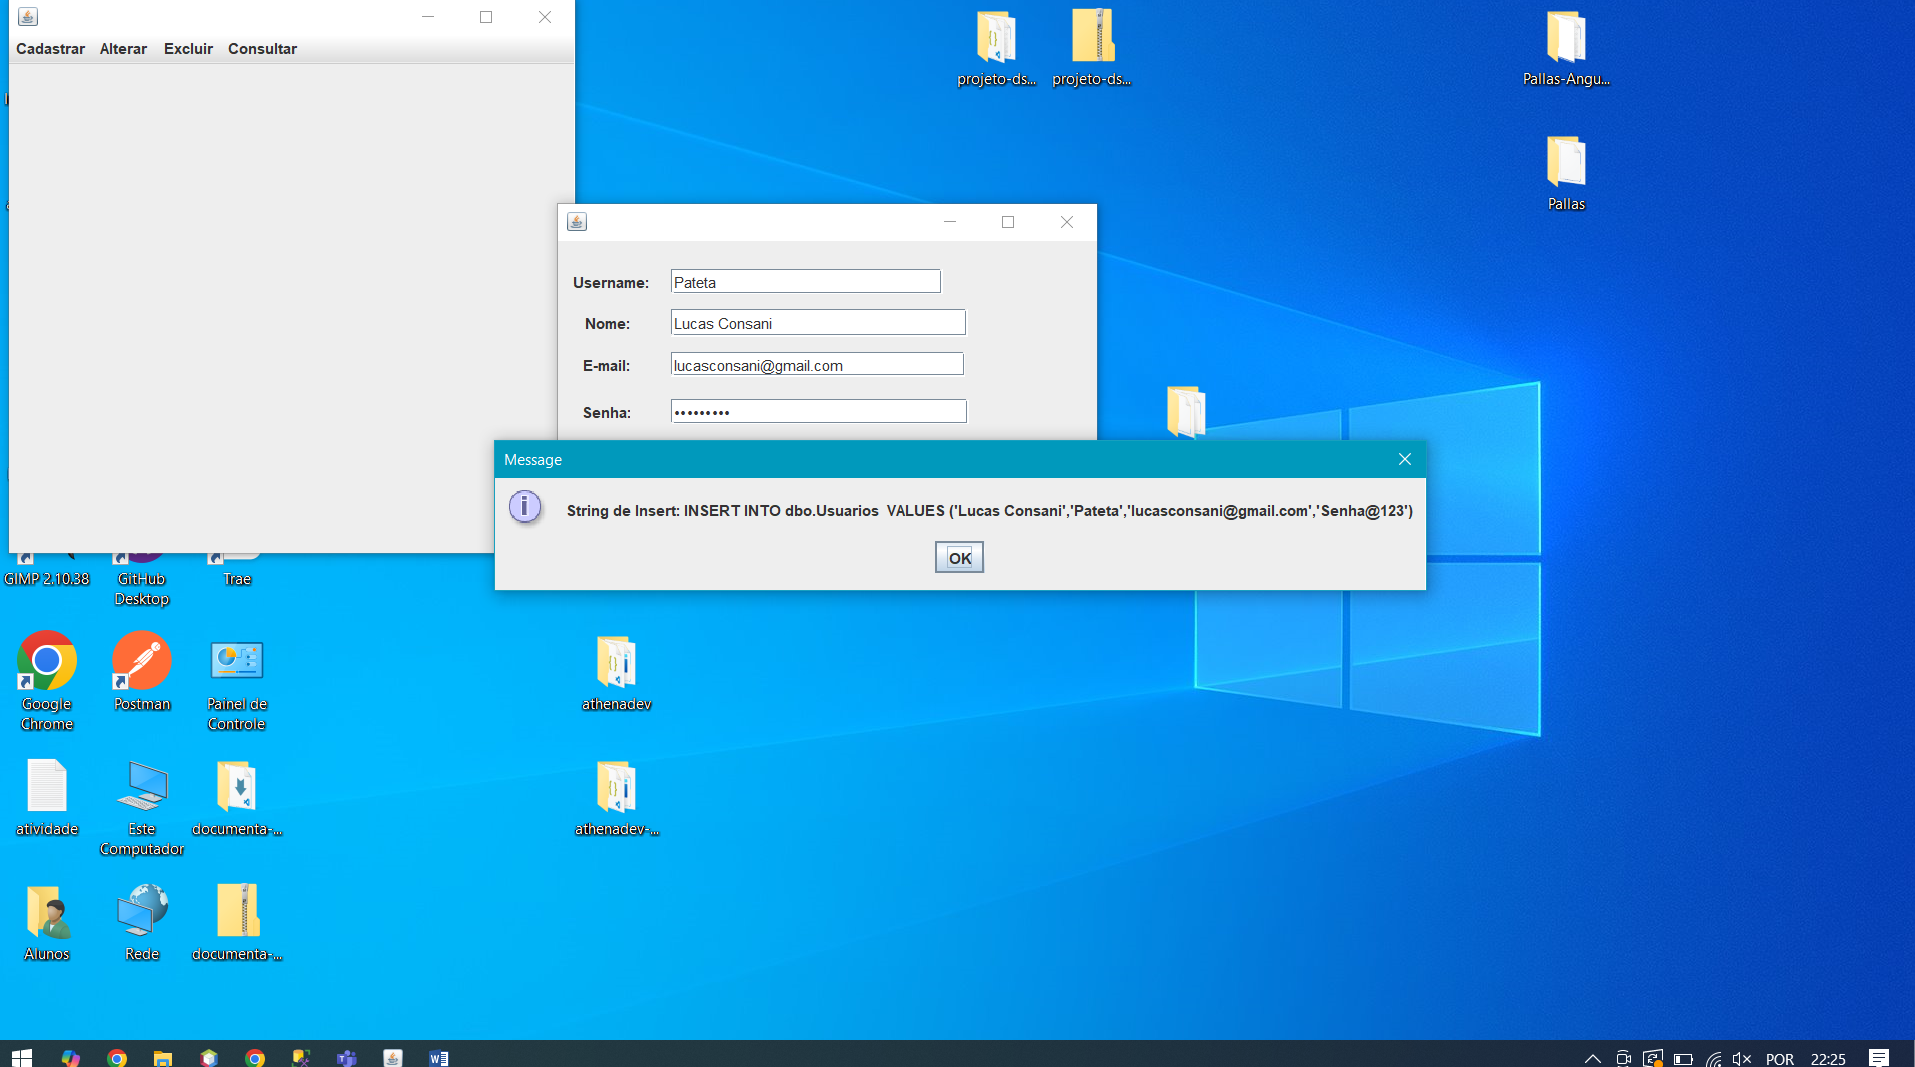 Cadastrar Alterar Excluir Consultar
projeto-ds...
projeto-ds...
Pallas-Angu...
Pallas
Username: Pateta
Nome: Lucas Consani
E-mail: lucasconsani@gmail.com
Senha: •••••••••
Message
String de Insert: INSERT INTO dbo.Usuarios  VALUES ('Lucas Consani','Pateta','lucasconsani@gmail.com','Senha@123')
OK
GIMP 2.10.38
GitHub
Desktop
Trae
Google
Chrome
Postman
Painel de
Controle
athenadev
atividade
Este
Computador
documenta-...
athenadev-...
Alunos
Rede
documenta-...
POR 22:25